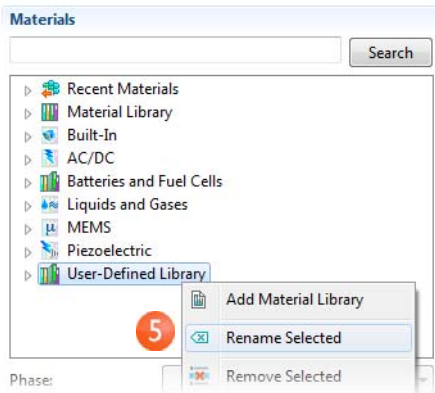 Materials
Search
Recent Materials
Material Library
Built-In
AC/DC
Batteries and Fuel Cells
Liquids and Gases
μ MEMS
Piezoelectric
User-Defined Library
Add Material Library
5 Rename Selected
Phase: Remove Selected